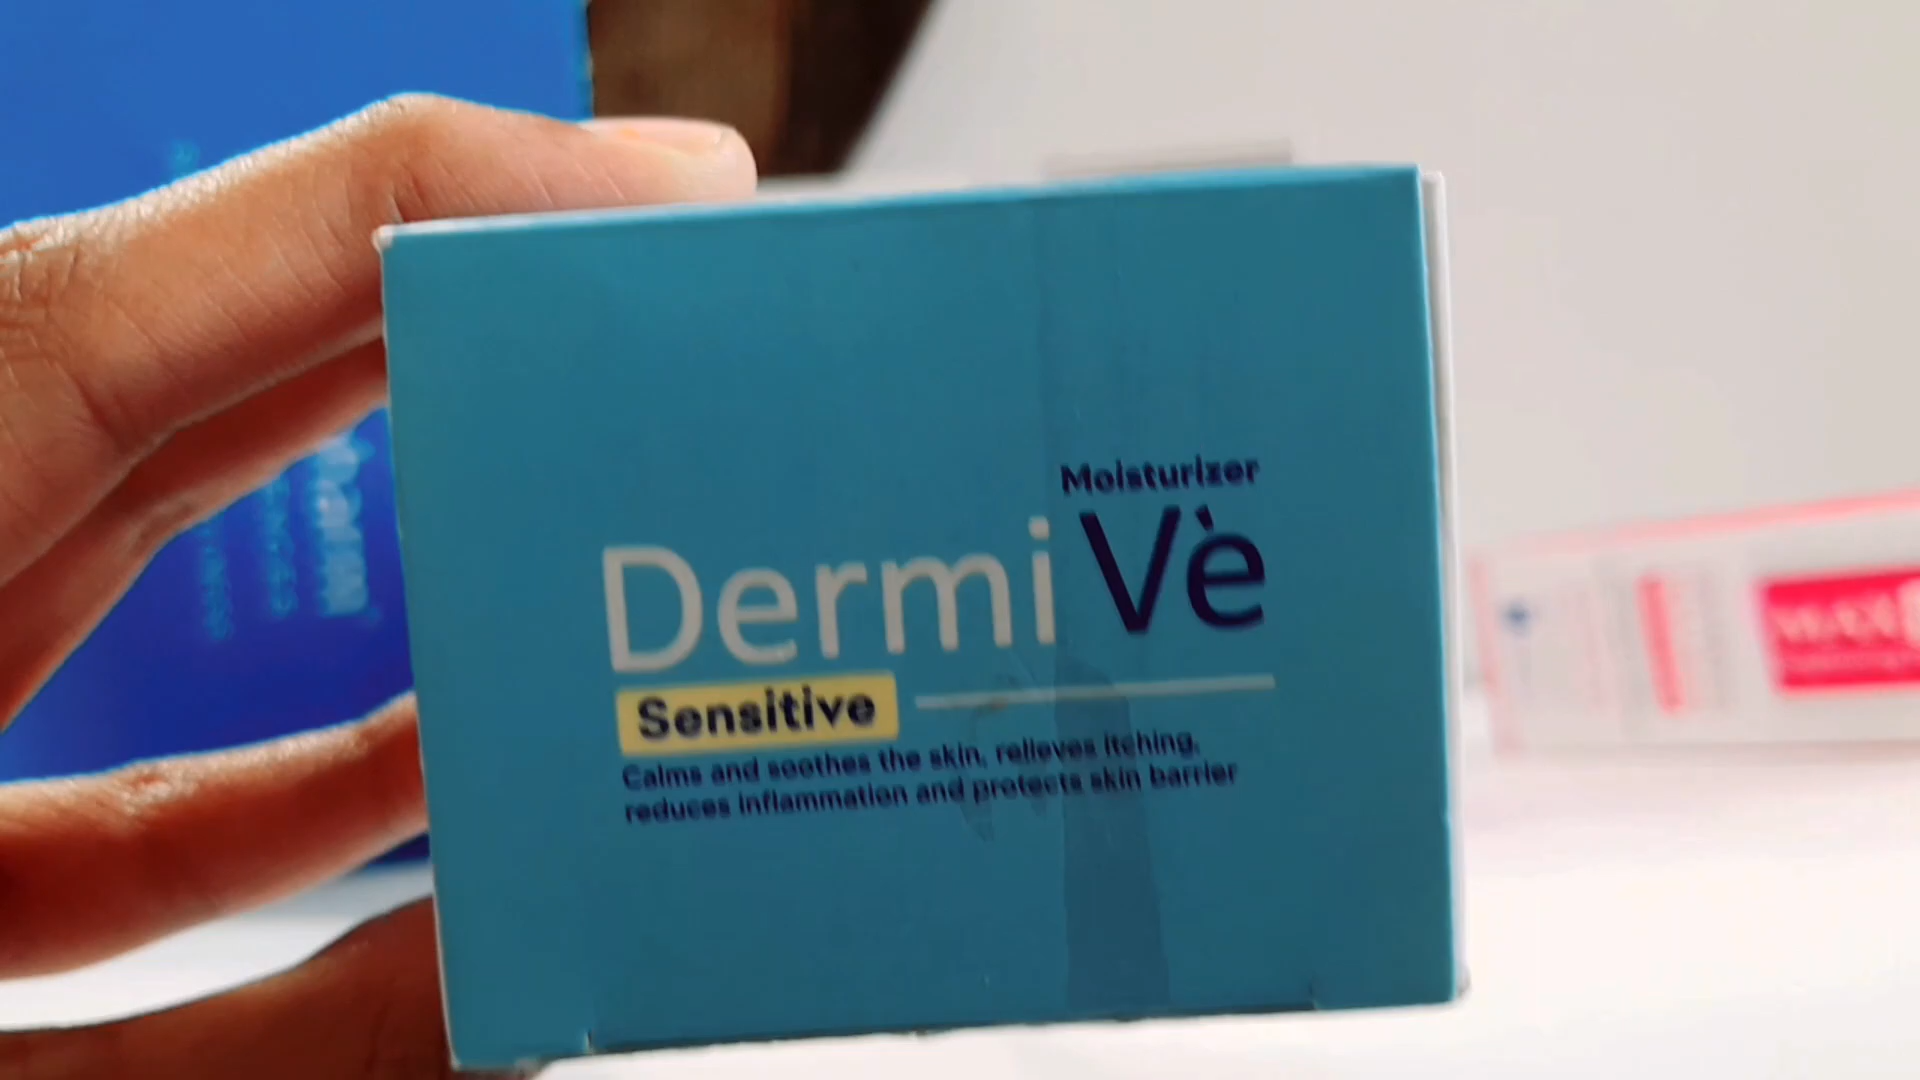 Moisturizer
Dermi Vè
Sensitive
Calms and soothes the skin, relieves itching,
reduces inflammation and protects skin barrier